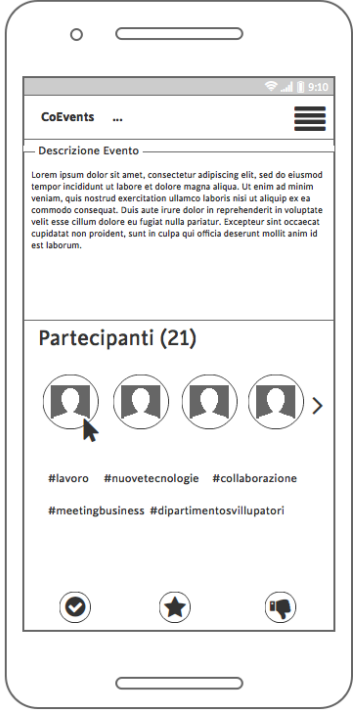 9:10
CoEvents ...
Descrizione Evento
Lorem ipsum dolor sit amet, consectetur adipiscing elit, sed do eiusmod
tempor incididunt ut labore et dolore magna aliqua. Ut enim ad minim
veniam, quis nostrud exercitation ullamco laboris nisi ut aliquip ex ea
commodo consequat. Duis aute irure dolor in reprehenderit in voluptate
velit esse cillum dolore eu fugiat nulla pariatur. Excepteur sint occaecat
cupidatat non proident, sunt in culpa qui officia deserunt mollit anim id
est laborum.
Partecipanti (21)
#lavoro #nuovetecnologie #collaborazione
#meetingbusiness #dipartimentosvillupatori